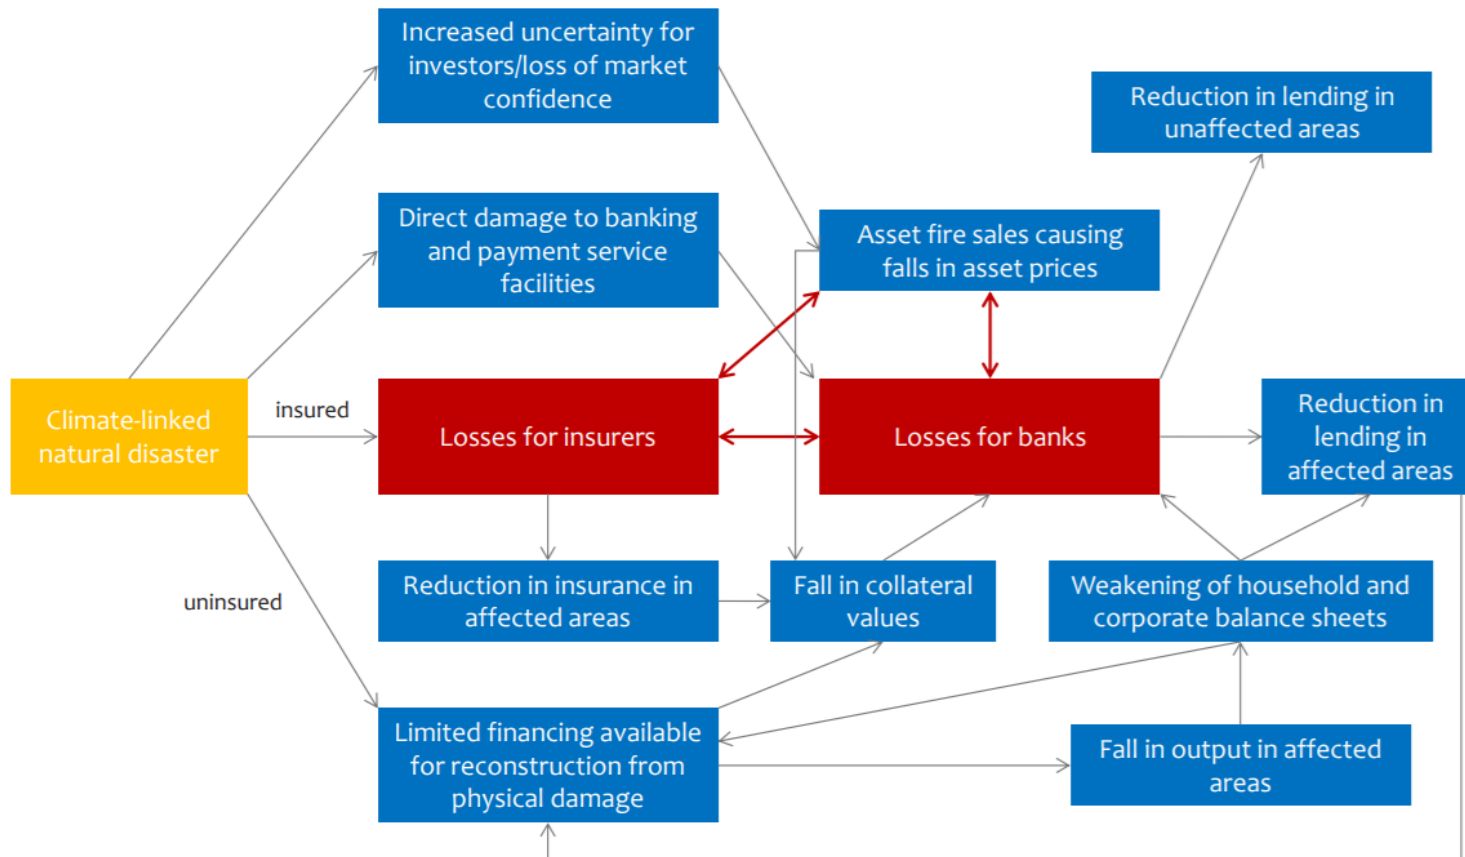 Increased uncertainty for
investors/loss of market
confidence
Reduction in lending in
unaffected areas
Direct damage to banking
and payment service
facilities
Asset fire sales causing
falls in asset prices
Climate-linked
natural disaster
insured
Losses for insurers
Losses for banks
Reduction in
lending in
affected areas
uninsured
Reduction in insurance in
affected areas
Fall in collateral
values
Weakening of household and
corporate balance sheets
Limited financing available
for reconstruction from
physical damage
Fall in output in affected
areas